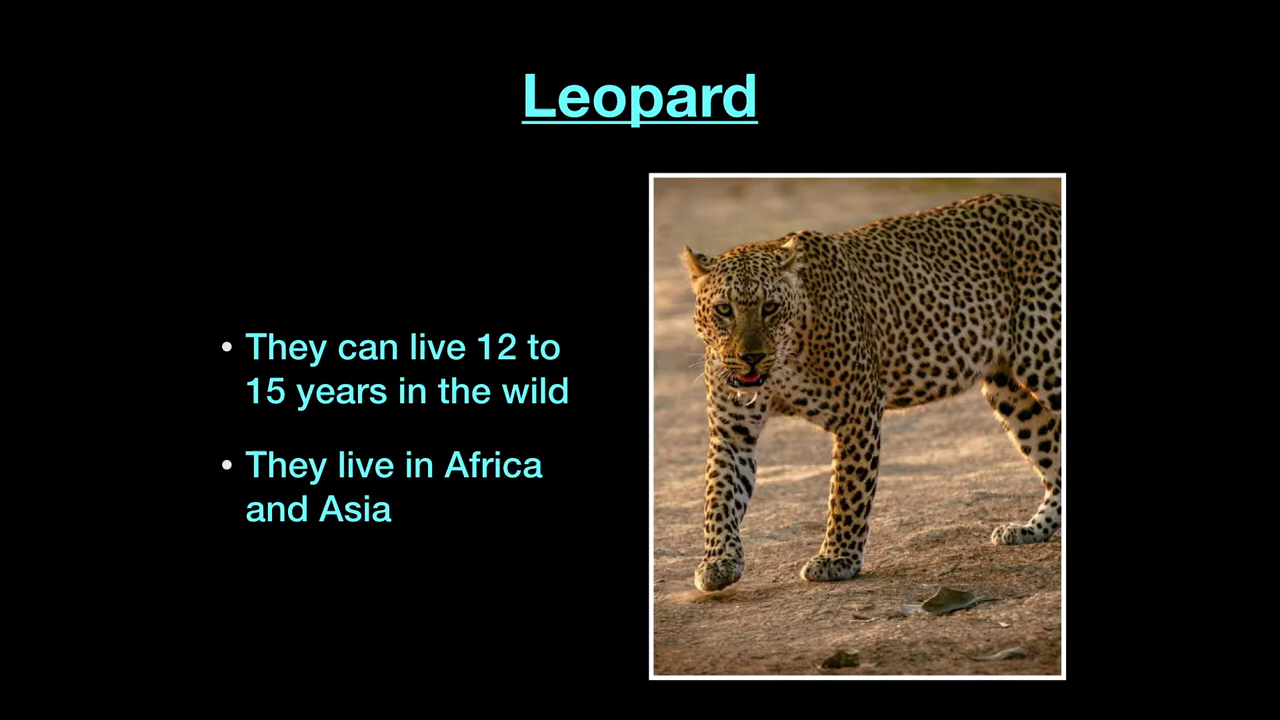 Leopard
• They can live 12 to
15 years in the wild
• They live in Africa
and Asia